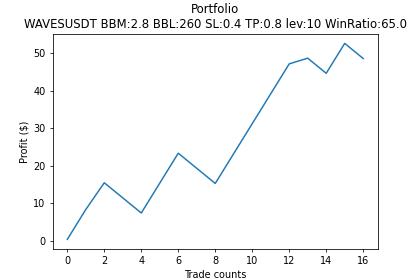 Portfolio
WAVESUSDT BBM:2.8 BBL:260 SL:0.4 TP:0.8 lev:10 WinRatio:65.0
Profit ($)
50
40
30
20
10
0
0 2 4 6 8 10 12 14 16
Trade counts